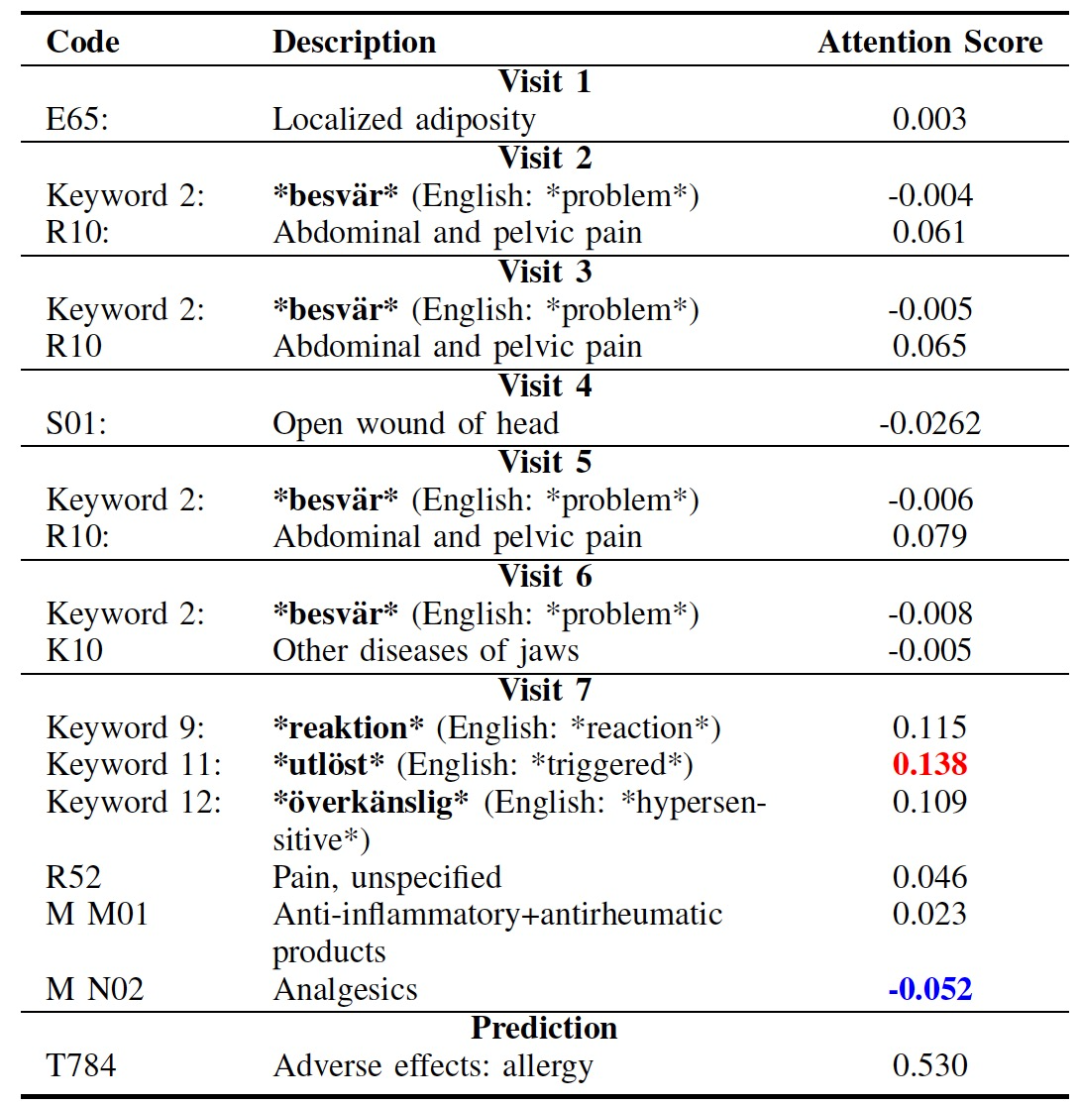 Code Description Attention Score
Visit 1
E65: Localized adiposity 0.003
Visit 2
Keyword 2: *besvär* (English: *problem*) -0.004
R10: Abdominal and pelvic pain 0.061
Visit 3
Keyword 2: *besvär* (English: *problem*) -0.005
R10 Abdominal and pelvic pain 0.065
Visit 4
S01: Open wound of head -0.0262
Visit 5
Keyword 2: *besvär* (English: *problem*) -0.006
R10: Abdominal and pelvic pain 0.079
Visit 6
Keyword 2: *besvär* (English: *problem*) -0.008
K10 Other diseases of jaws -0.005
Visit 7
Keyword 9: *reaktion* (English: *reaction*) 0.115
Keyword 11: *utlöst* (English: *triggered*) 0.138
Keyword 12: *överkänslig* (English: *hypersen- 0.109
sitive*)
R52 Pain, unspecified 0.046
M M01 Anti-inflammatory+antirheumatic 0.023
products
M N02 Analgesics -0.052
Prediction
T784 Adverse effects: allergy 0.530